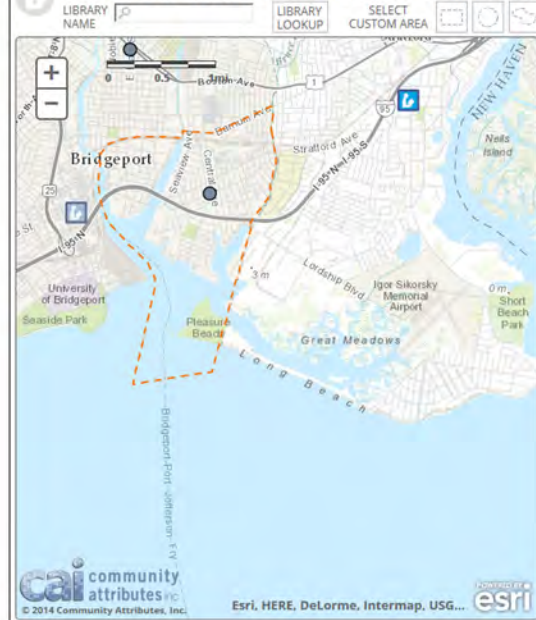 LIBRARY NAME
LIBRARY LOOKUP
SELECT CUSTOM AREA
+
−
0 0.5 1mi
Boston Ave
1
Stratford
NEW HAVEN
95
Barnum Ave
Stratford Ave
I-95-N-I-95-S
Nells Island
Bridgeport
Seaview Ave
Central Ave
25
I-95-N
3 m
Lordship Blvd
Igor Sikorsky Memorial Airport
0 m
Short Beach Park
University of Bridgeport
Seaside Park
Pleasure Beach
Great Meadows
Long Beach
Bridgeport-Port Jefferson Fry
cai community attributes inc
© 2014 Community Attributes, Inc.
Esri, HERE, DeLorme, Intermap, USG...
POWERED BY
esri